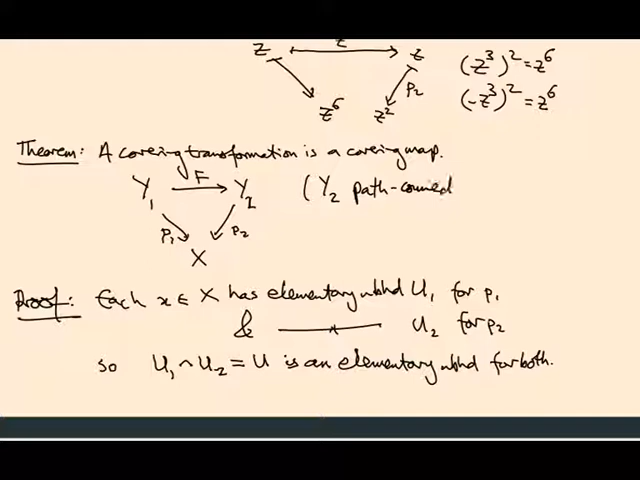 z ⟼ z (z³)² = z⁶
p₂
z⁶ z² (-z³)² = z⁶
Theorem: A covering transformation is a covering map.
Y₁ F Y₂ (Y₂ path-conned
p₁ p₂
X
Proof: Each x ∈ X has elementary nbhd U₁ for p₁
& —〃— U₂ for p₂
so U₁ ∩ U₂ = U is an elementary nbhd for both.